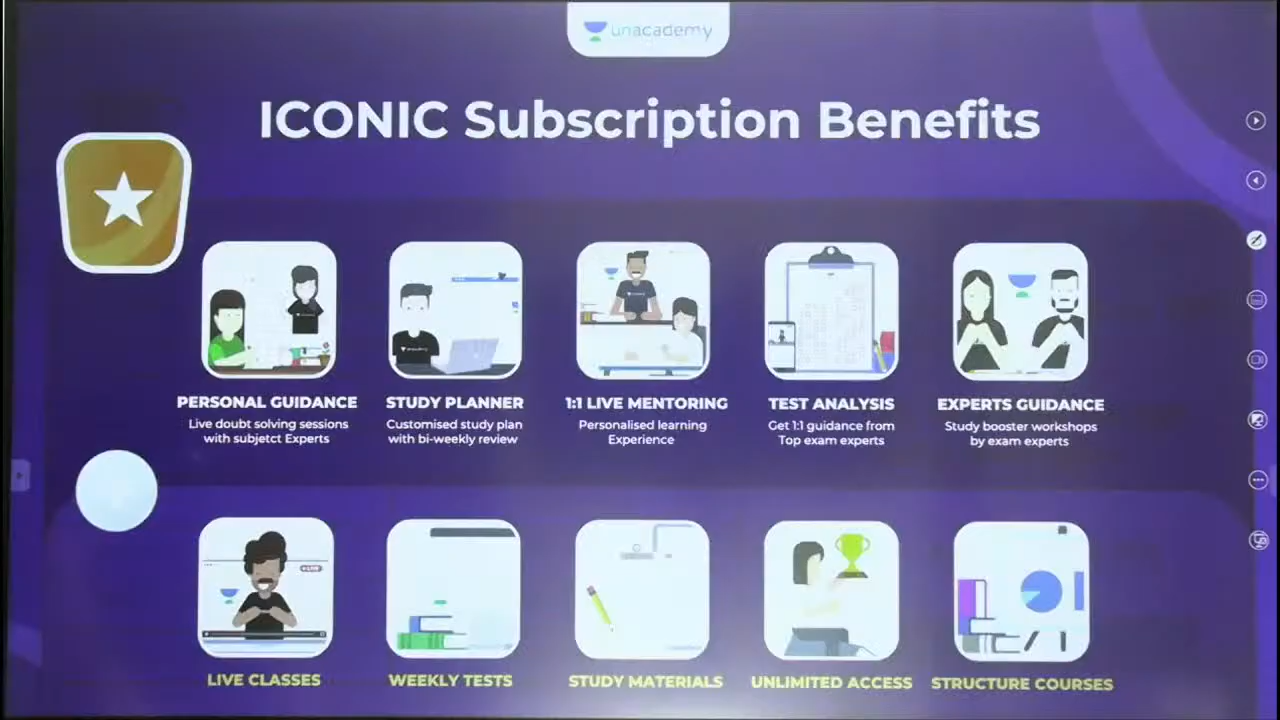 unacademy
ICONIC Subscription Benefits
PERSONAL GUIDANCE
Live doubt solving sessions
with subjetct Experts
STUDY PLANNER
Customised study plan
with bi-weekly review
1:1 LIVE MENTORING
Personalised learning
Experience
TEST ANALYSIS
Get 1:1 guidance from
Top exam experts
EXPERTS GUIDANCE
Study booster workshops
by exam experts
LIVE
LIVE CLASSES
WEEKLY TESTS
STUDY MATERIALS
UNLIMITED ACCESS
STRUCTURE COURSES